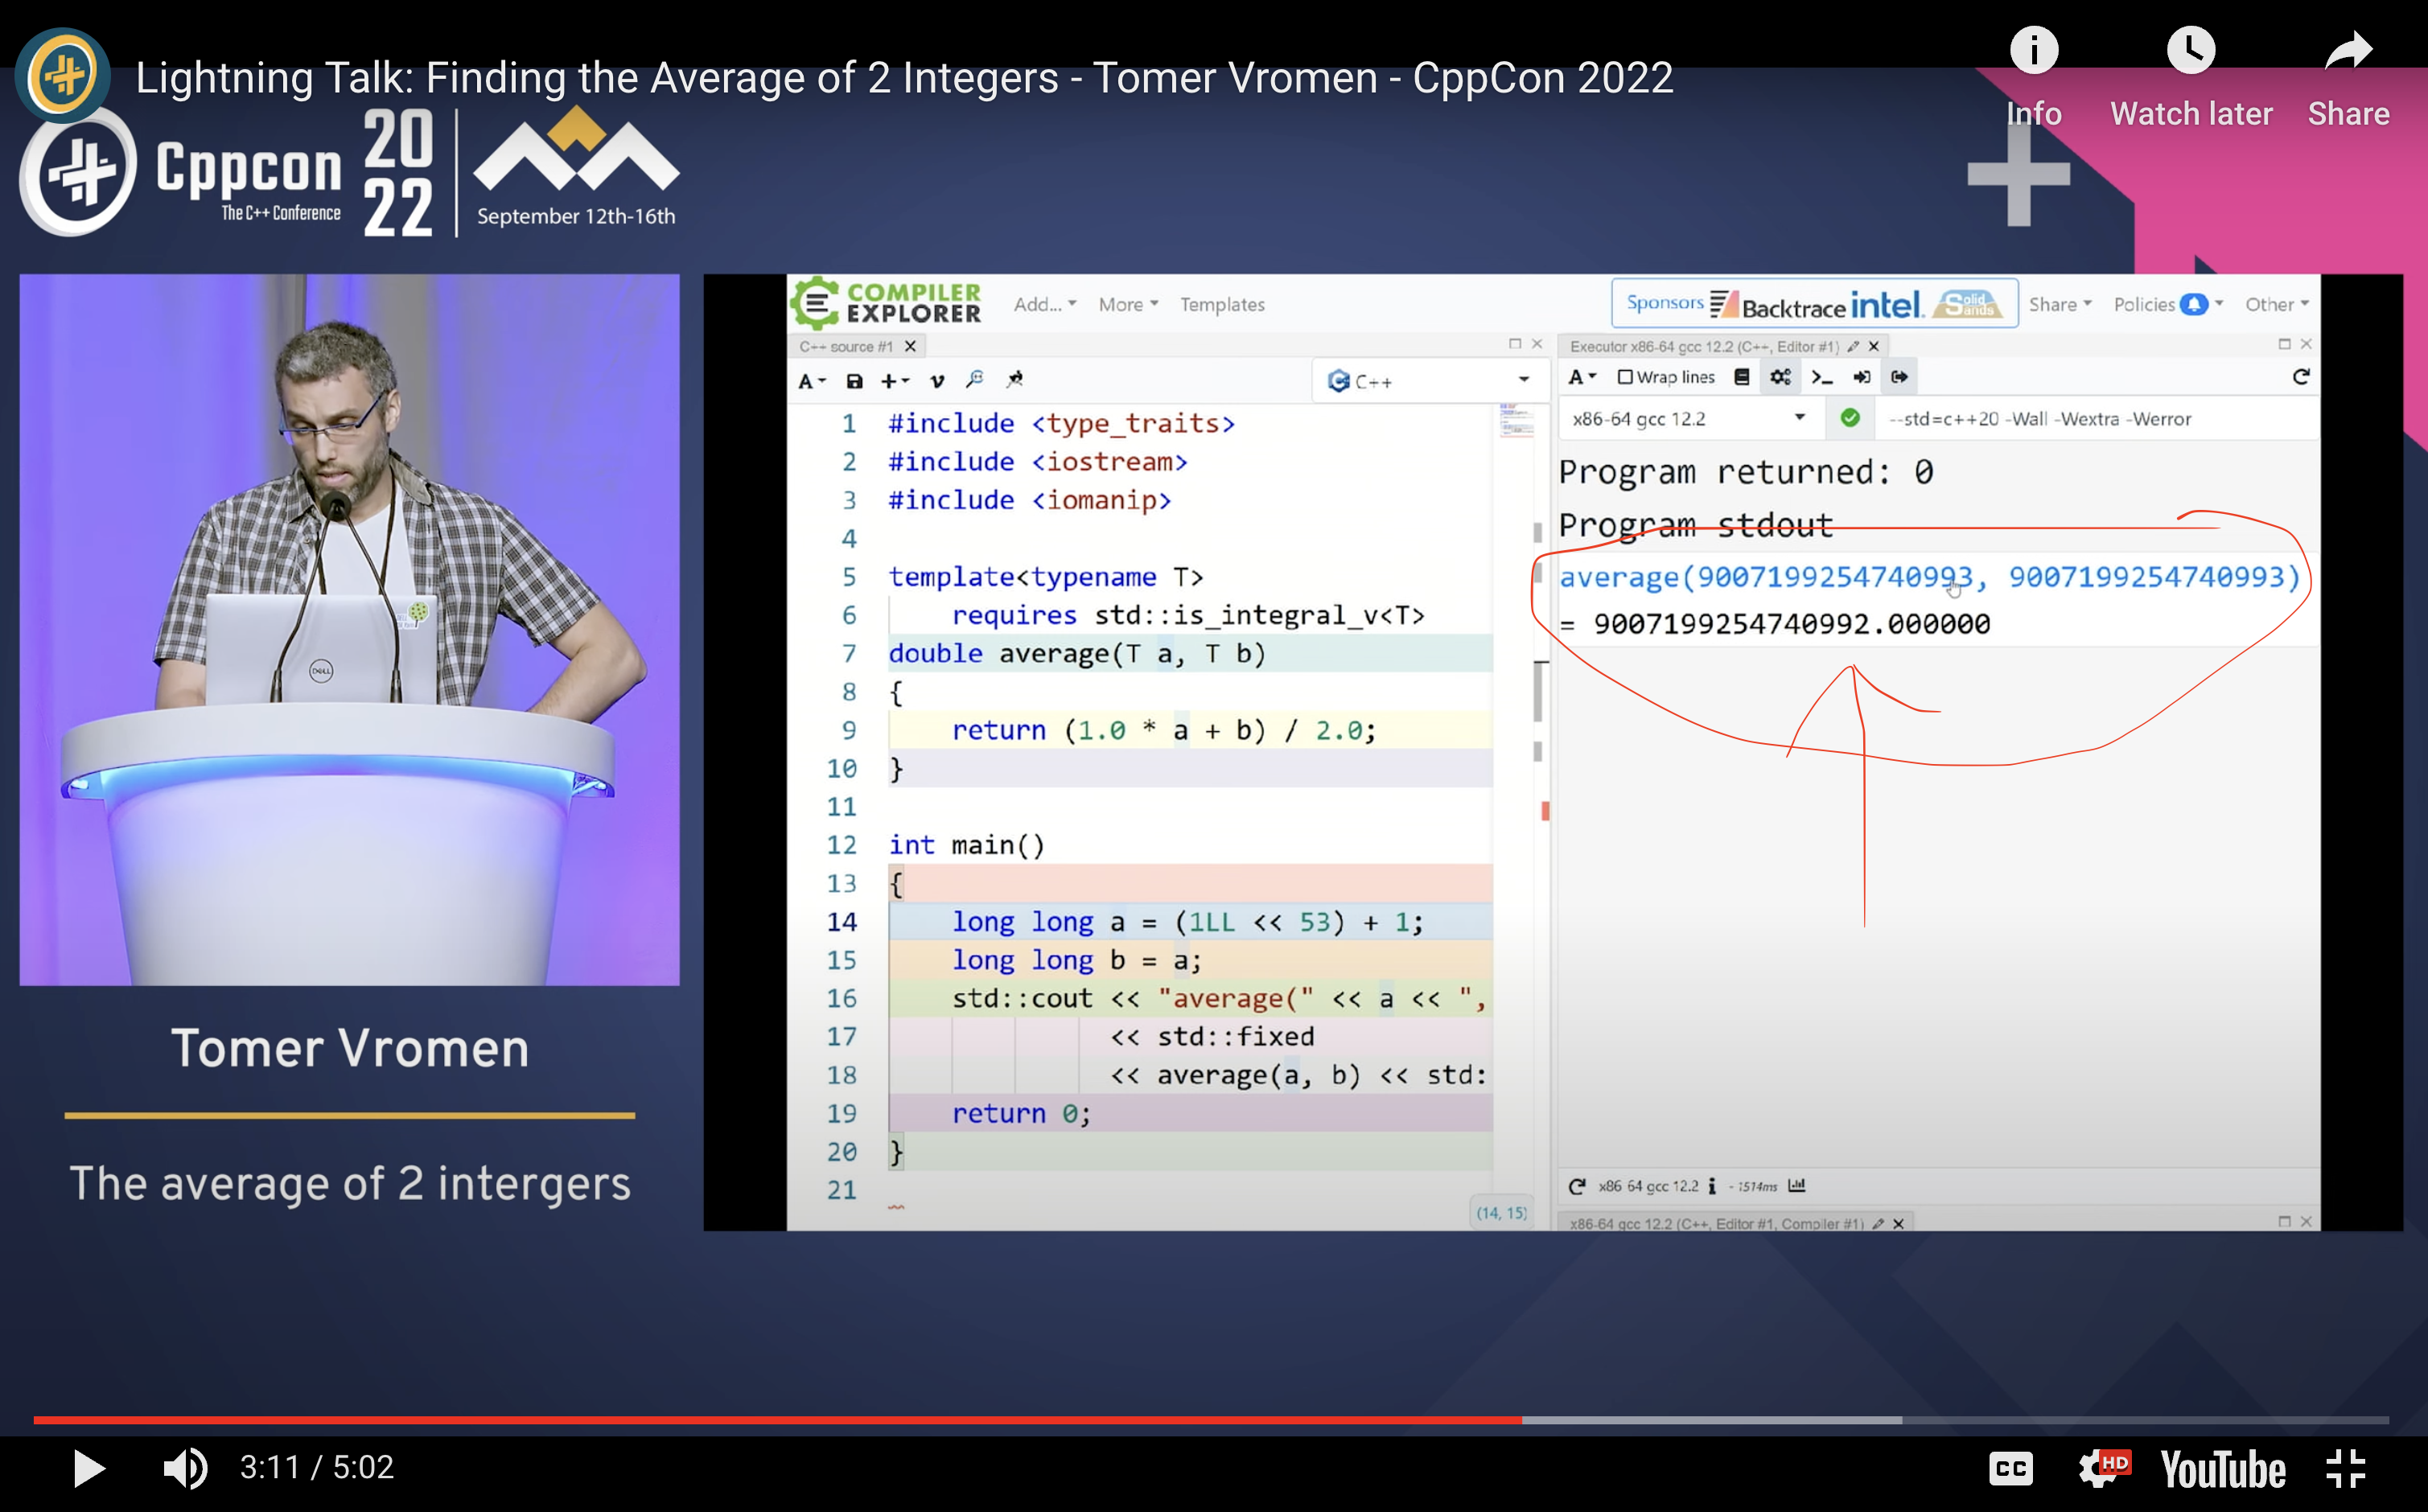 Lightning Talk: Finding the Average of 2 Integers - Tomer Vromen - CppCon 2022
Info
Watch later
Share
Cppcon
The C++ Conference
20
22
September 12th-16th
DELL
Tomer Vromen
The average of 2 intergers
COMPILER
EXPLORER
Add...
More
Templates
Sponsors
Backtrace
intel.
Solid
Sands
Share
Policies
Other
C++ source #1
A
C++
1 #include <type_traits>
2 #include <iostream>
3 #include <iomanip>
4
5 template<typename T>
6 requires std::is_integral_v<T>
7 double average(T a, T b)
8 {
9 return (1.0 * a + b) / 2.0;
10 }
11
12 int main()
13 {
14 long long a = (1LL << 53) + 1;
15 long long b = a;
16 std::cout << "average(" << a << ",
17 << std::fixed
18 << average(a, b) << std:
19 return 0;
20 }
21
(14, 15)
Executor x86-64 gcc 12.2 (C++, Editor #1)
A
Wrap lines
x86-64 gcc 12.2
--std=c++20 -Wall -Wextra -Werror
Program returned: 0
Program stdout
average(9007199254740993, 9007199254740993)
= 9007199254740992.000000
x86-64 gcc 12.2
- 1514ms
x86-64 gcc 12.2 (C++, Editor #1, Compiler #1)
3:11 / 5:02
CC
HD
YouTube